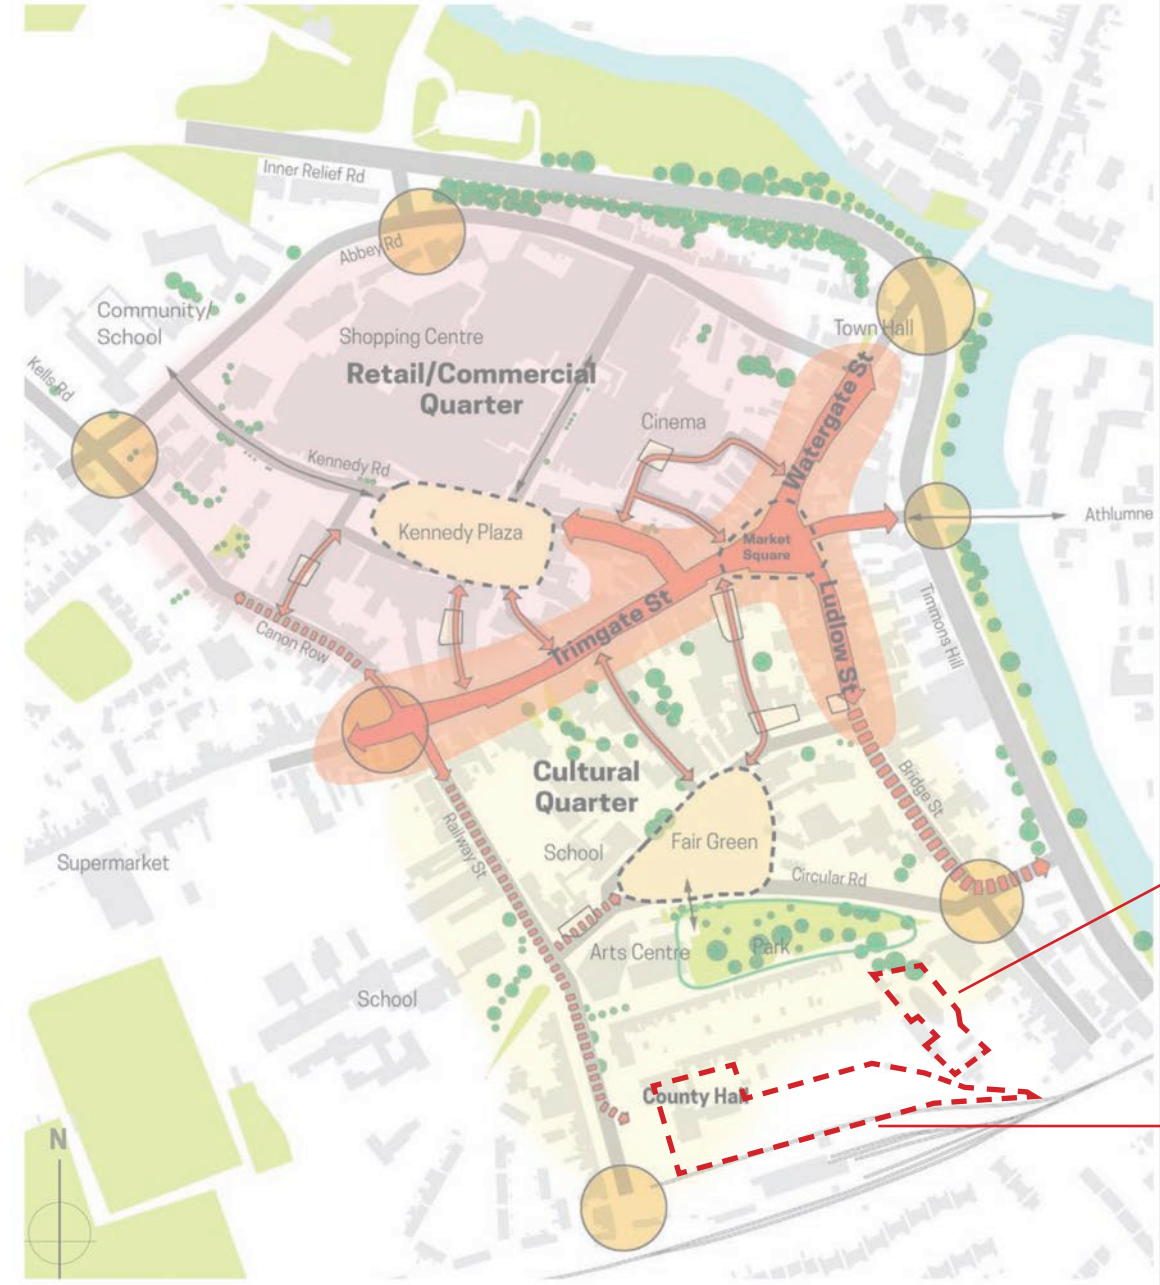 Inner Relief Rd
Abbey Rd
Community/
School
Shopping Centre
Town Hall
Kells Rd
Retail/Commercial
Quarter
Watergate St
Cinema
Kennedy Rd
Kennedy Plaza
Market
Square
Athlumne
Trimgate St
Ludlow St
Timmons Hill
Canon Row
Cultural
Quarter
Bridge St
Railway St
Fair Green
School
Supermarket
Circular Rd
Arts Centre
Park
School
County Hall
N